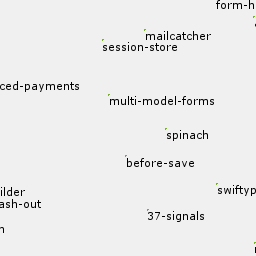 form-h
mailcatcher
session-store
ced-payments
multi-model-forms
spinach
before-save
swiftyp
ilder
ash-out
37-signals